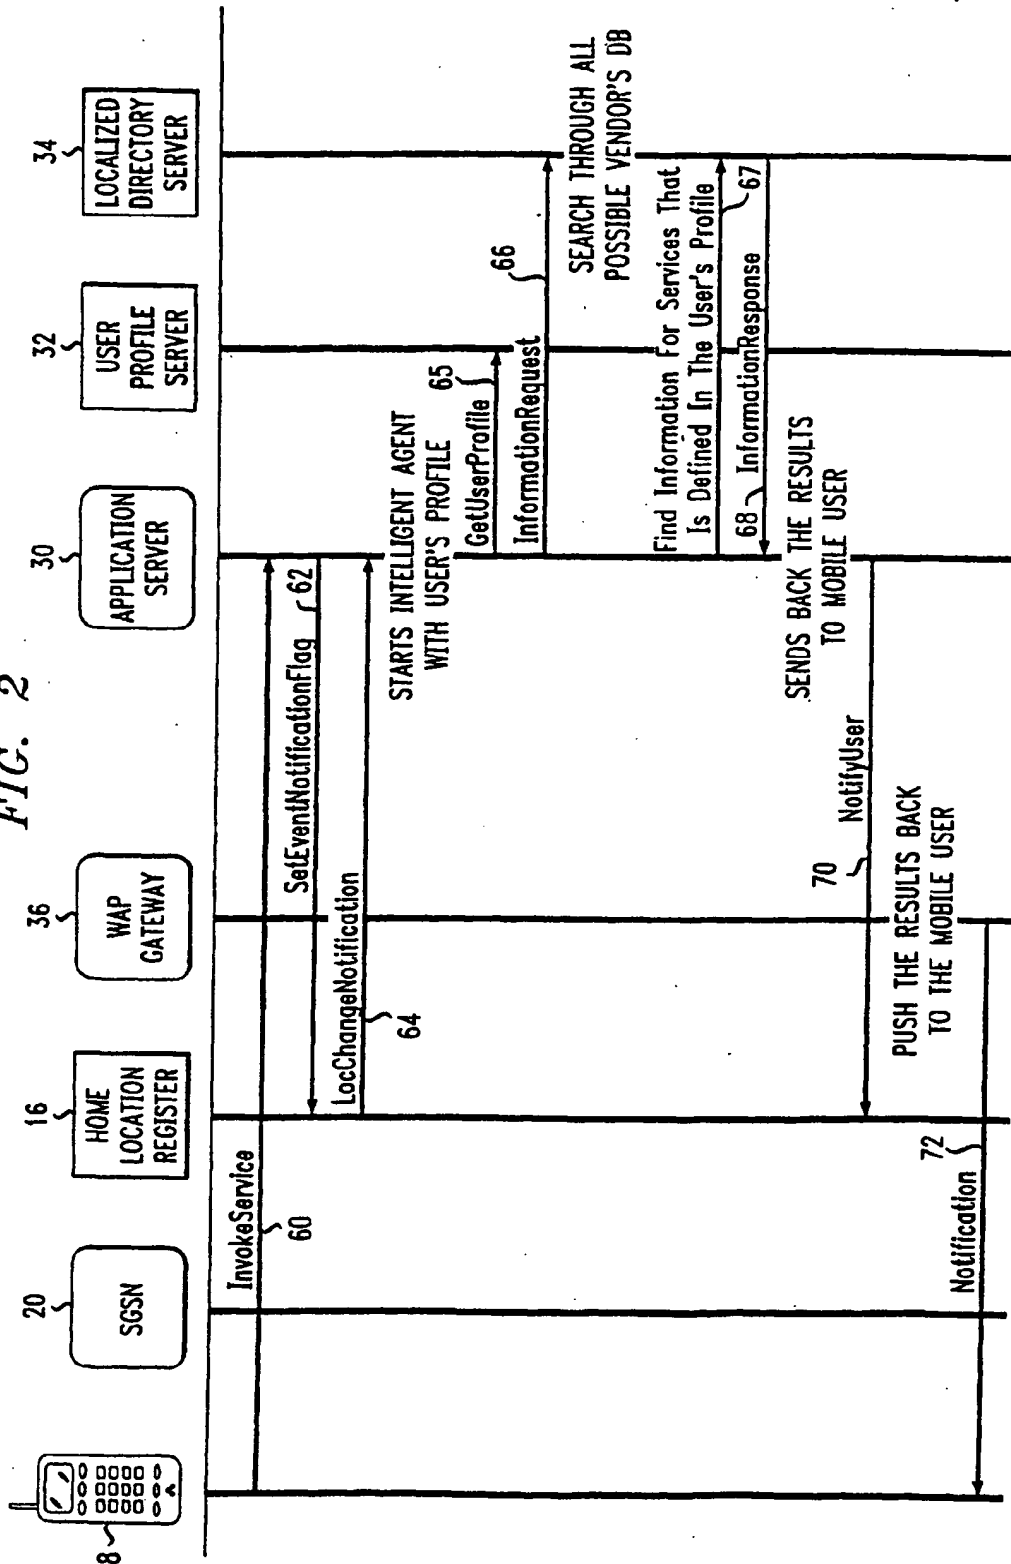 FIG. 2
8
20
SGSN
16
HOME
LOCATION
REGISTER
36
WAP
GATEWAY
30
APPLICATION
SERVER
32
USER
PROFILE
SERVER
34
LOCALIZED
DIRECTORY
SERVER
InvokeService
60
SetEventNotificationFlag
62
LocChangeNotification
64
STARTS INTELLIGENT AGENT
WITH USER'S PROFILE
GetUserProfile
65
InformationRequest
66
SEARCH THROUGH ALL
POSSIBLE VENDOR'S DB
Find Information For Services That
Is Defined In The User's Profile
67
68
InformationResponse
SENDS BACK THE RESULTS
TO MOBILE USER
NotifyUser
70
PUSH THE RESULTS BACK
TO THE MOBILE USER
72
Notification